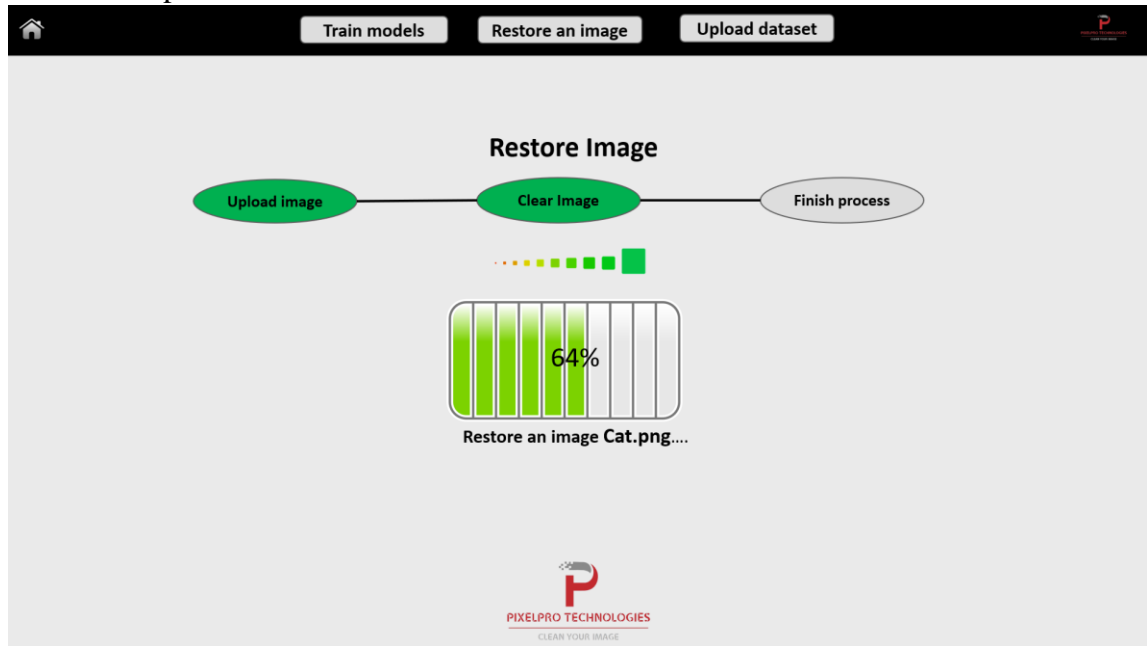 Train models Restore an image Upload dataset
Restore Image
Upload image Clear Image Finish process
64%
Restore an image Cat.png....
PIXELPRO TECHNOLOGIES
CLEAN YOUR IMAGE